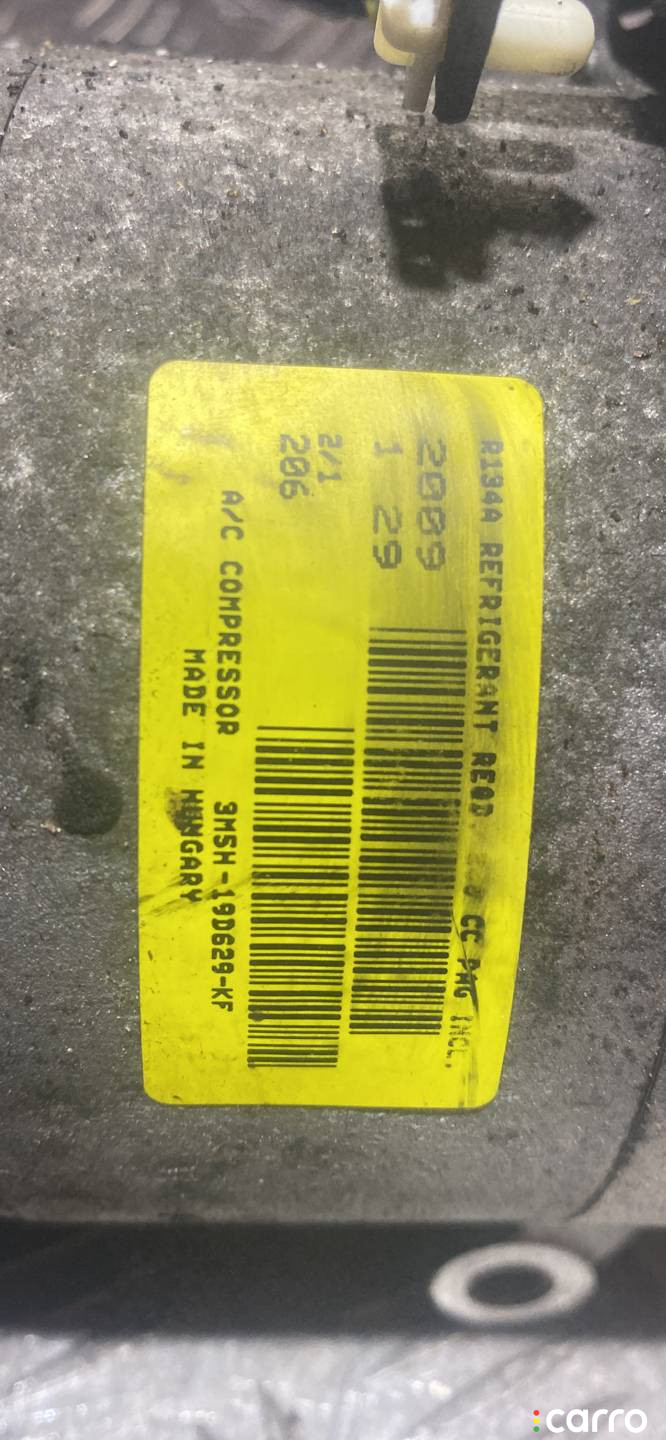 R134A REFRIGERANT REQD CC PAG INCL.
2009
1 29
2/1
206
A/C COMPRESSOR 3M5H-19D629-KF
MADE IN HUNGARY
carro